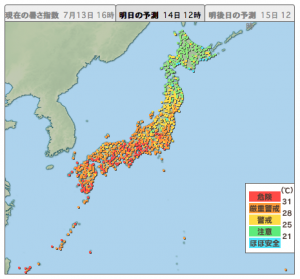 現在の暑さ指数 7月13日 16時
明日の予測 14日 12時
明後日の予測 15日 12
(℃)
危険
31
厳重警戒
28
警戒
25
注意
21
ほぼ安全